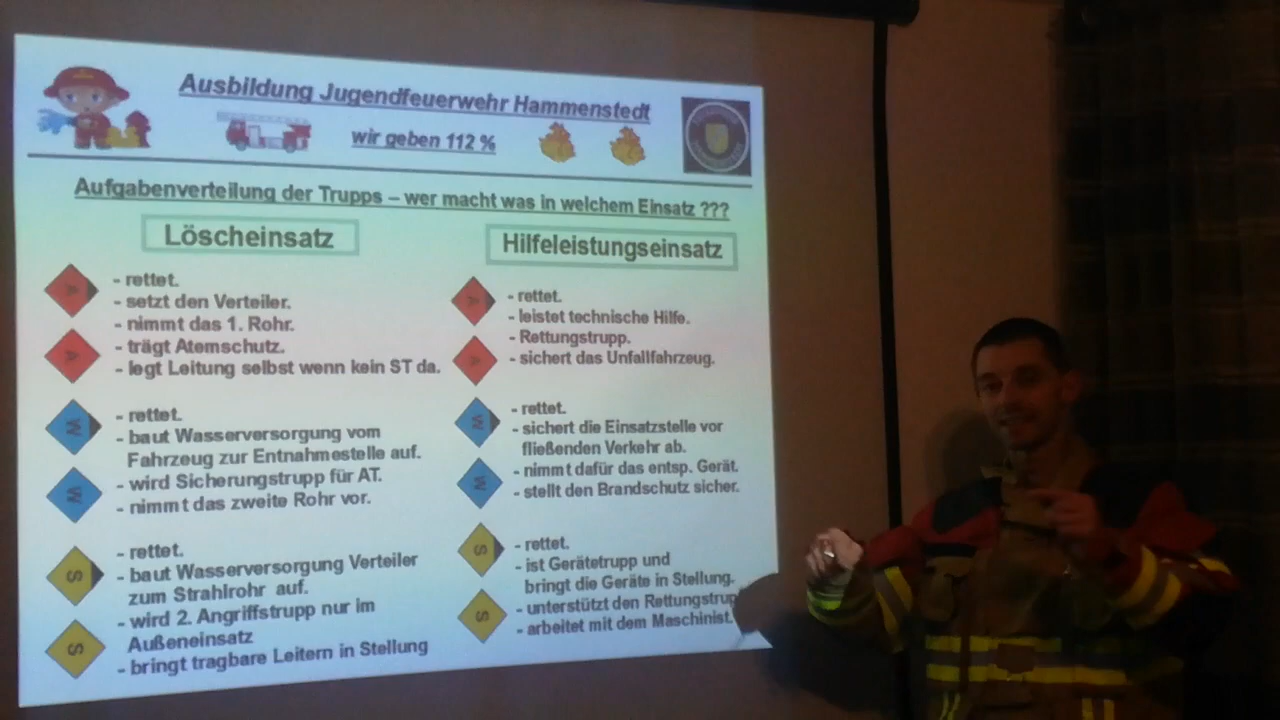 Ausbildung Jugendfeuerwehr Hammenstedt
wir geben 112 %
Aufgabenverteilung der Trupps – wer macht was in welchem Einsatz ???
Löscheinsatz
A
A
- rettet.
- setzt den Verteiler.
- nimmt das 1. Rohr.
- trägt Atemschutz.
- legt Leitung selbst wenn kein ST da.
W
W
- rettet.
- baut Wasserversorgung vom
Fahrzeug zur Entnahmestelle auf.
- wird Sicherungstrupp für AT.
- nimmt das zweite Rohr vor.
S
S
- rettet.
- baut Wasserversorgung Verteiler
zum Strahlrohr auf.
- wird 2. Angriffstrupp nur im
Außeneinsatz
- bringt tragbare Leitern in Stellung
Hilfeleistungseinsatz
A
A
- rettet.
- leistet technische Hilfe.
- Rettungstrupp.
- sichert das Unfallfahrzeug.
W
W
- rettet.
- sichert die Einsatzstelle vor
fließenden Verkehr ab.
- nimmt dafür das entsp. Gerät.
- stellt den Brandschutz sicher.
S
S
- rettet.
- ist Gerätetrupp und
bringt die Geräte in Stellung.
- unterstützt den Rettungstrup
- arbeitet mit dem Maschinist.